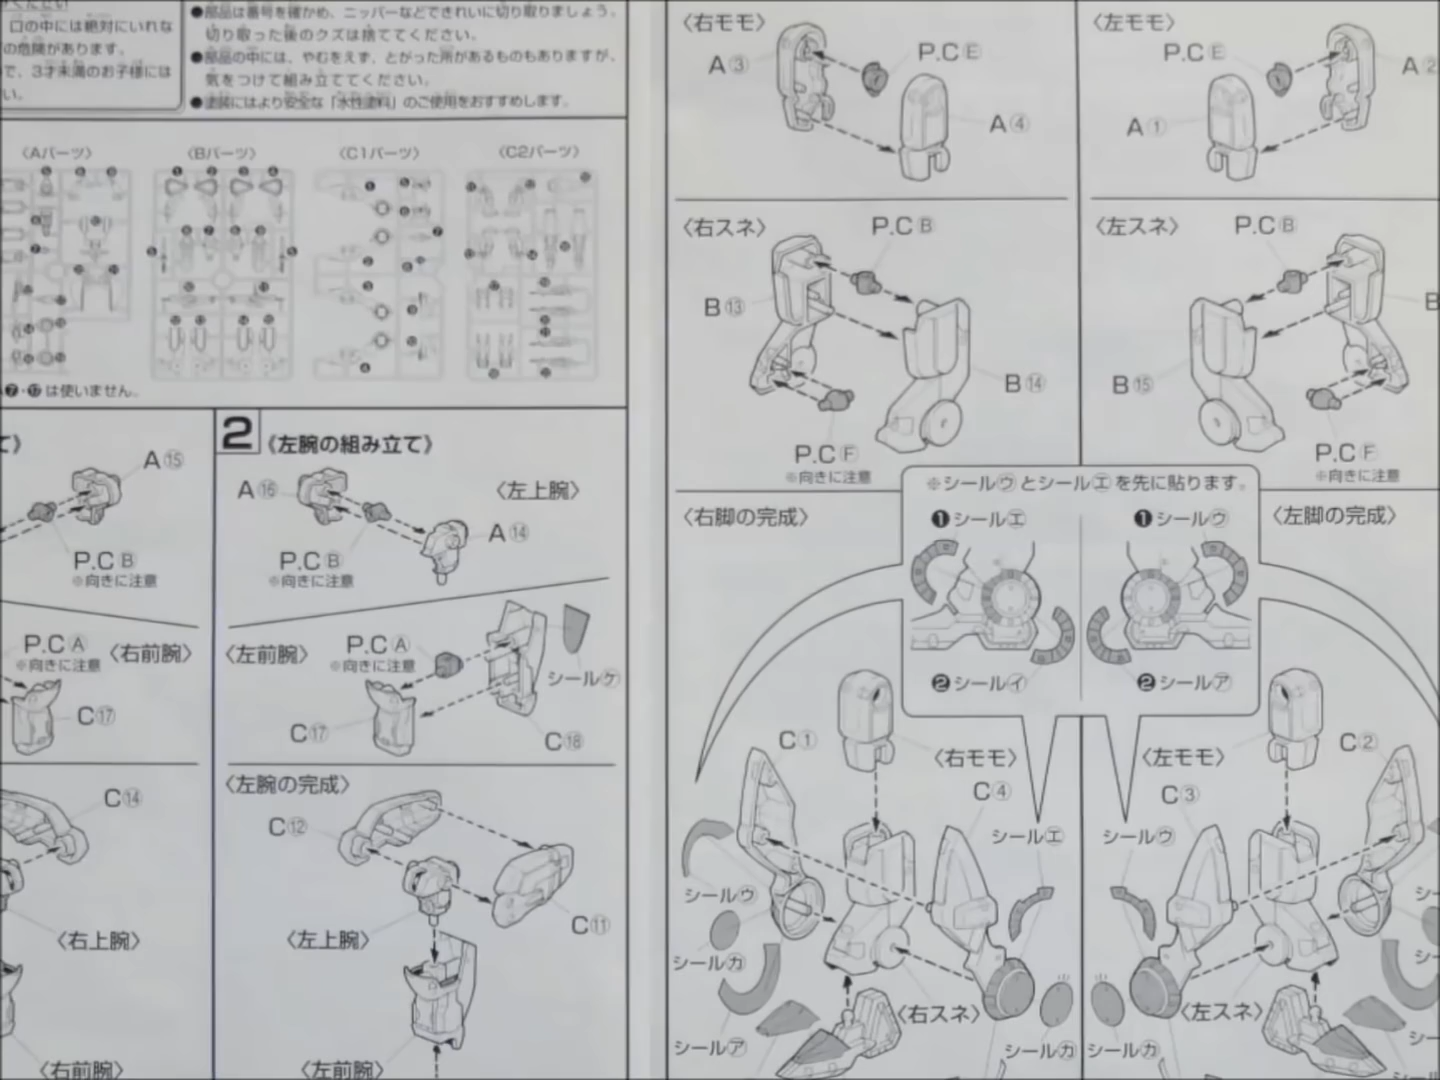 口の中には絶対にいれな
の危険があります。
で、3才未満のお子様には
い。
●部品は番号を確かめ、ニッパーなどできれいに切り取りましょう。
切り取った後のクズは捨ててください。
●部品の中には、やむをえず、とがった所があるものもありますが、
気をつけて組み立ててください。
●塗装にはより安全な「水性塗料」のご使用をおすすめします。
〈Aパーツ〉
〈Bパーツ〉
〈C1パーツ〉
〈C2パーツ〉
は使いません。
A⑮
P.CⒷ
※向きに注意
P.CⒶ
※向きに注意
〈右前腕〉
C⑰
C⑭
〈右上腕〉
〈右前腕〉
2 《左腕の組み立て》
A⑯
〈左上腕〉
A⑭
P.CⒷ
※向きに注意
〈左前腕〉
P.CⒶ
※向きに注意
シール㋘
C⑰
C⑱
〈左腕の完成〉
C⑫
C⑪
〈左上腕〉
〈左前腕〉
〈右モモ〉
A③
P.CⒺ
A④
〈左モモ〉
P.CⒺ
A①
〈右スネ〉
P.CⒷ
B⑬
B⑭
P.CⒻ
※向きに注意
〈左スネ〉
P.CⒷ
B⑮
P.CⒻ
※向きに注意
※シール㋒とシール㋓を先に貼ります。
❶シール㋓
❶シール㋒
❷シール㋑
❷シール㋐
〈右脚の完成〉
C①
〈右モモ〉
C④
シール㋓
シール㋒
シール㋕
シール㋐
〈右スネ〉
シール㋕
〈左脚の完成〉
〈左モモ〉
C②
C③
シール㋒
〈左スネ〉
シール㋕